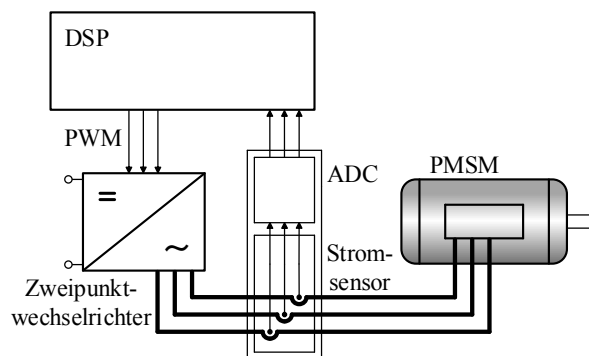 DSP
PWM
ADC
PMSM
=
~
Strom-
sensor
Zweipunkt-
wechselrichter